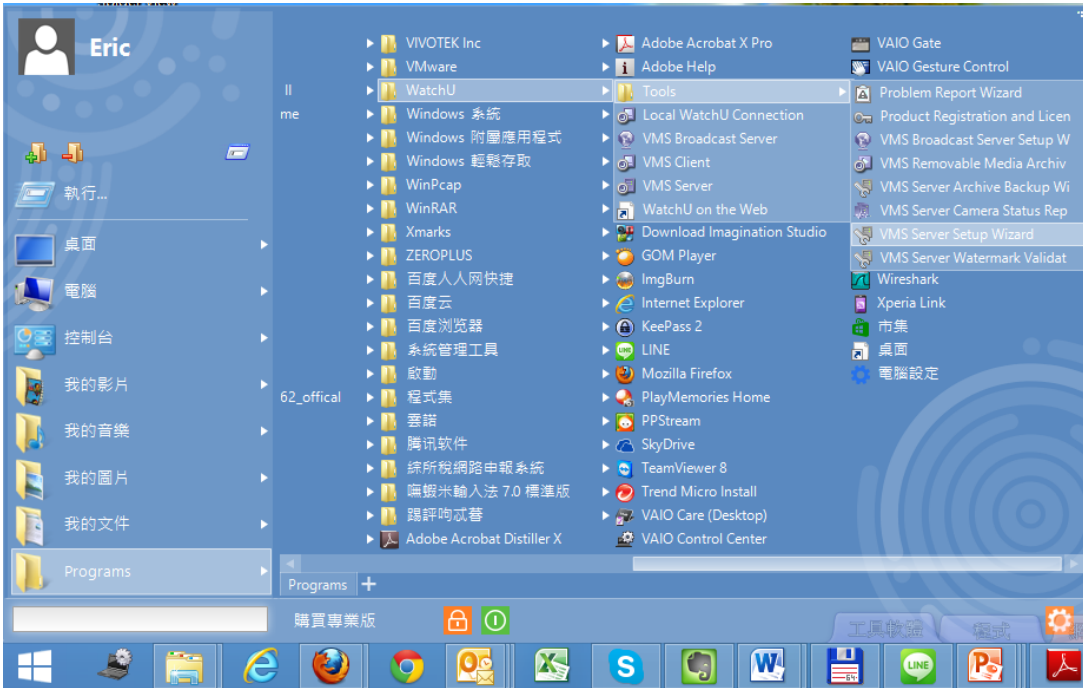 Eric
執行...
桌面
電腦
控制台
我的影片
我的音樂
我的圖片
我的文件
Programs
ll
me
62_offical
VIVOTEK Inc
VMware
WatchU
Windows 系統
Windows 附屬應用程式
Windows 輕鬆存取
WinPcap
WinRAR
Xmarks
ZEROPLUS
百度人人网快捷
百度云
百度浏览器
系統管理工具
啟動
程式集
雲諾
腾讯软件
綜所稅網路申報系統
嘸蝦米輸入法 7.0 標準版
踢評呴忒萫
Adobe Acrobat Distiller X
Adobe Acrobat X Pro
Adobe Help
Tools
Local WatchU Connection
VMS Broadcast Server
VMS Client
VMS Server
WatchU on the Web
Download Imagination Studio
GOM Player
ImgBurn
Internet Explorer
KeePass 2
LINE
Mozilla Firefox
PlayMemories Home
PPStream
SkyDrive
TeamViewer 8
Trend Micro Install
VAIO Care (Desktop)
VAIO Control Center
VAIO Gate
VAIO Gesture Control
Problem Report Wizard
Product Registration and Licen
VMS Broadcast Server Setup W
VMS Removable Media Archiv
VMS Server Archive Backup Wi
VMS Server Camera Status Rep
VMS Server Setup Wizard
VMS Server Watermark Validat
Wireshark
Xperia Link
市集
桌面
電腦設定
Programs
購買專業版
工具軟體
程式